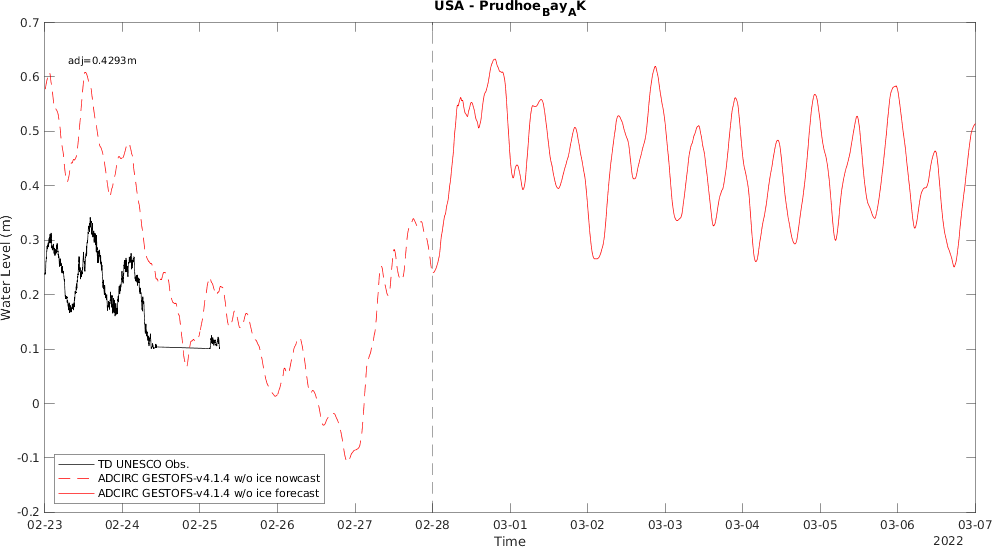 USA - Prudhoe_Bay_AK
adj=0.4293m
Water Level (m)
0.7
0.6
0.5
0.4
0.3
0.2
0.1
0
-0.1
-0.2
TD UNESCO Obs.
ADCIRC GESTOFS-v4.1.4 w/o ice nowcast
ADCIRC GESTOFS-v4.1.4 w/o ice forecast
02-23 02-24 02-25 02-26 02-27 02-28 03-01 03-02 03-03 03-04 03-05 03-06 03-07
Time
2022